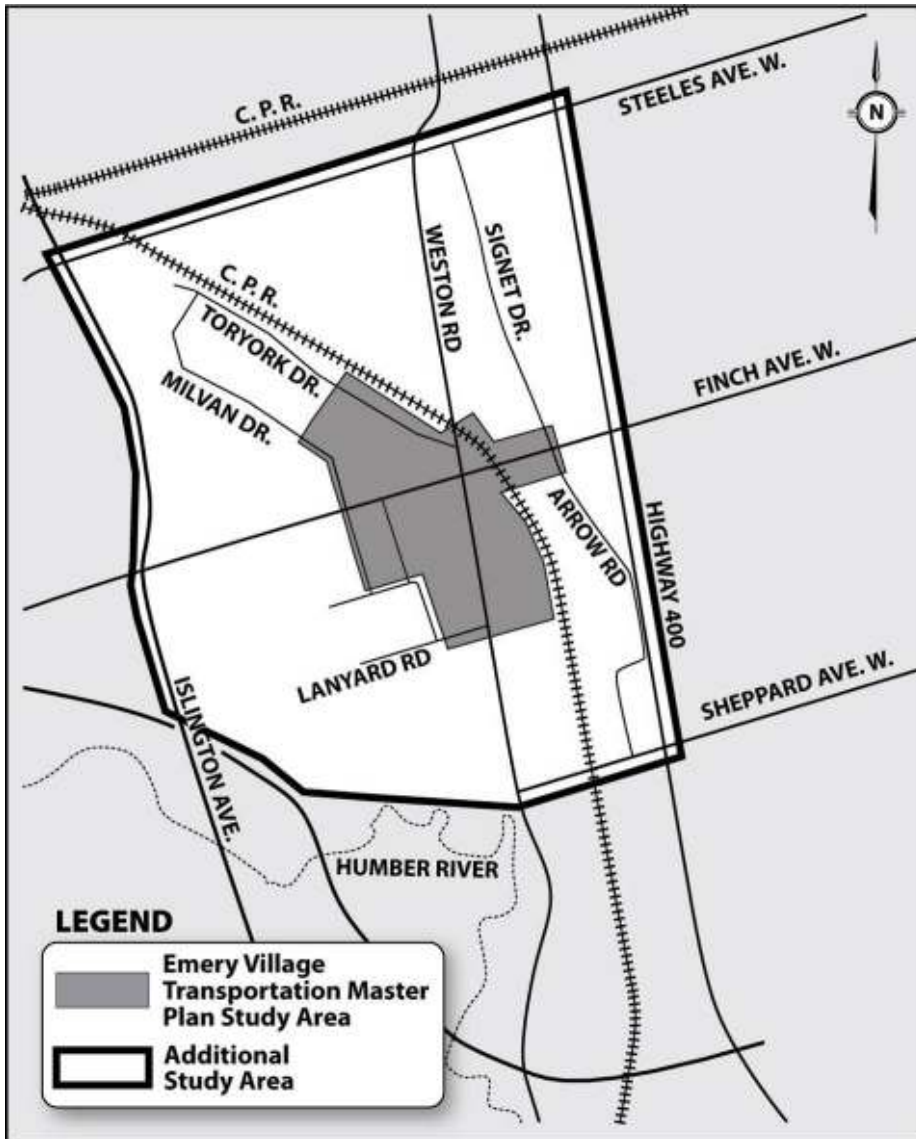 C. P. R.
STEELES AVE. W.
N
WESTON RD
SIGNET DR.
C. P. R.
TORYORK DR.
MILVAN DR.
FINCH AVE. W.
ARROW RD
HIGHWAY 400
LANYARD RD
SHEPPARD AVE. W.
ISLINGTON AVE.
HUMBER RIVER
LEGEND
Emery Village
Transportation Master
Plan Study Area
Additional
Study Area